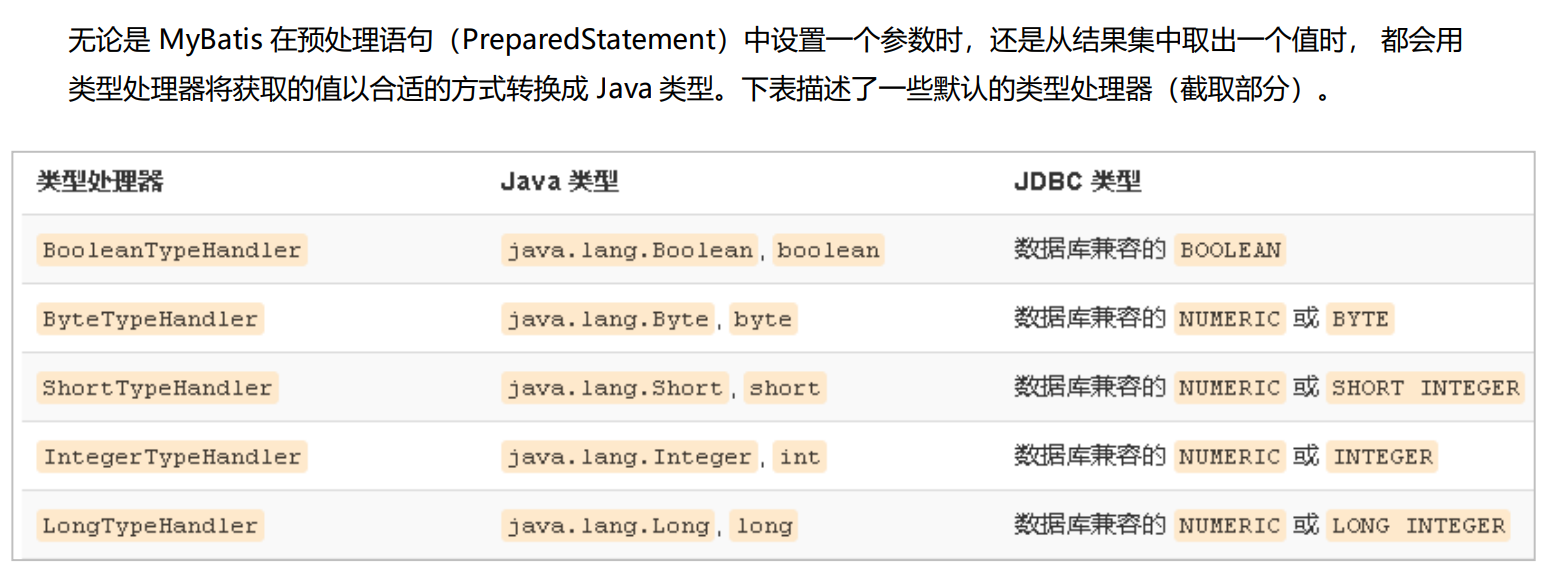 无论是 MyBatis 在预处理语句（PreparedStatement）中设置一个参数时，还是从结果集中取出一个值时， 都会用
类型处理器将获取的值以合适的方式转换成 Java 类型。下表描述了一些默认的类型处理器（截取部分）。
类型处理器 Java 类型 JDBC 类型
BooleanTypeHandler java.lang.Boolean, boolean 数据库兼容的 BOOLEAN
ByteTypeHandler java.lang.Byte, byte 数据库兼容的 NUMERIC 或 BYTE
ShortTypeHandler java.lang.Short, short 数据库兼容的 NUMERIC 或 SHORT INTEGER
IntegerTypeHandler java.lang.Integer, int 数据库兼容的 NUMERIC 或 INTEGER
LongTypeHandler java.lang.Long, long 数据库兼容的 NUMERIC 或 LONG INTEGER